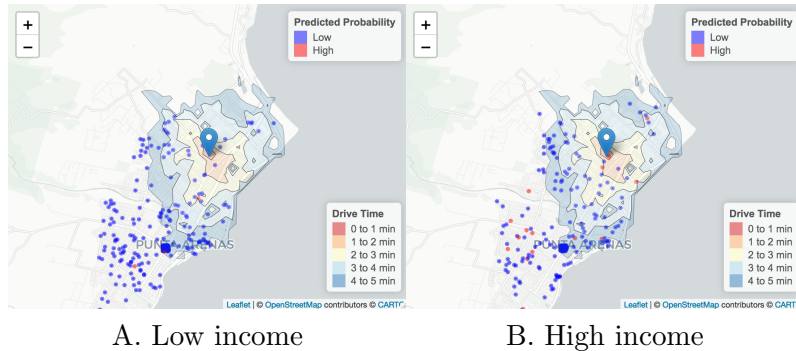 +
−
Predicted Probability
Low
High
Drive Time
0 to 1 min
1 to 2 min
2 to 3 min
3 to 4 min
4 to 5 min
PUNTA ARENAS
Leaflet | © OpenStreetMap contributors © CARTO
+
−
Predicted Probability
Low
High
Drive Time
0 to 1 min
1 to 2 min
2 to 3 min
3 to 4 min
4 to 5 min
PUNTA ARENAS
Leaflet | © OpenStreetMap contributors © CARTO
A. Low income
B. High income